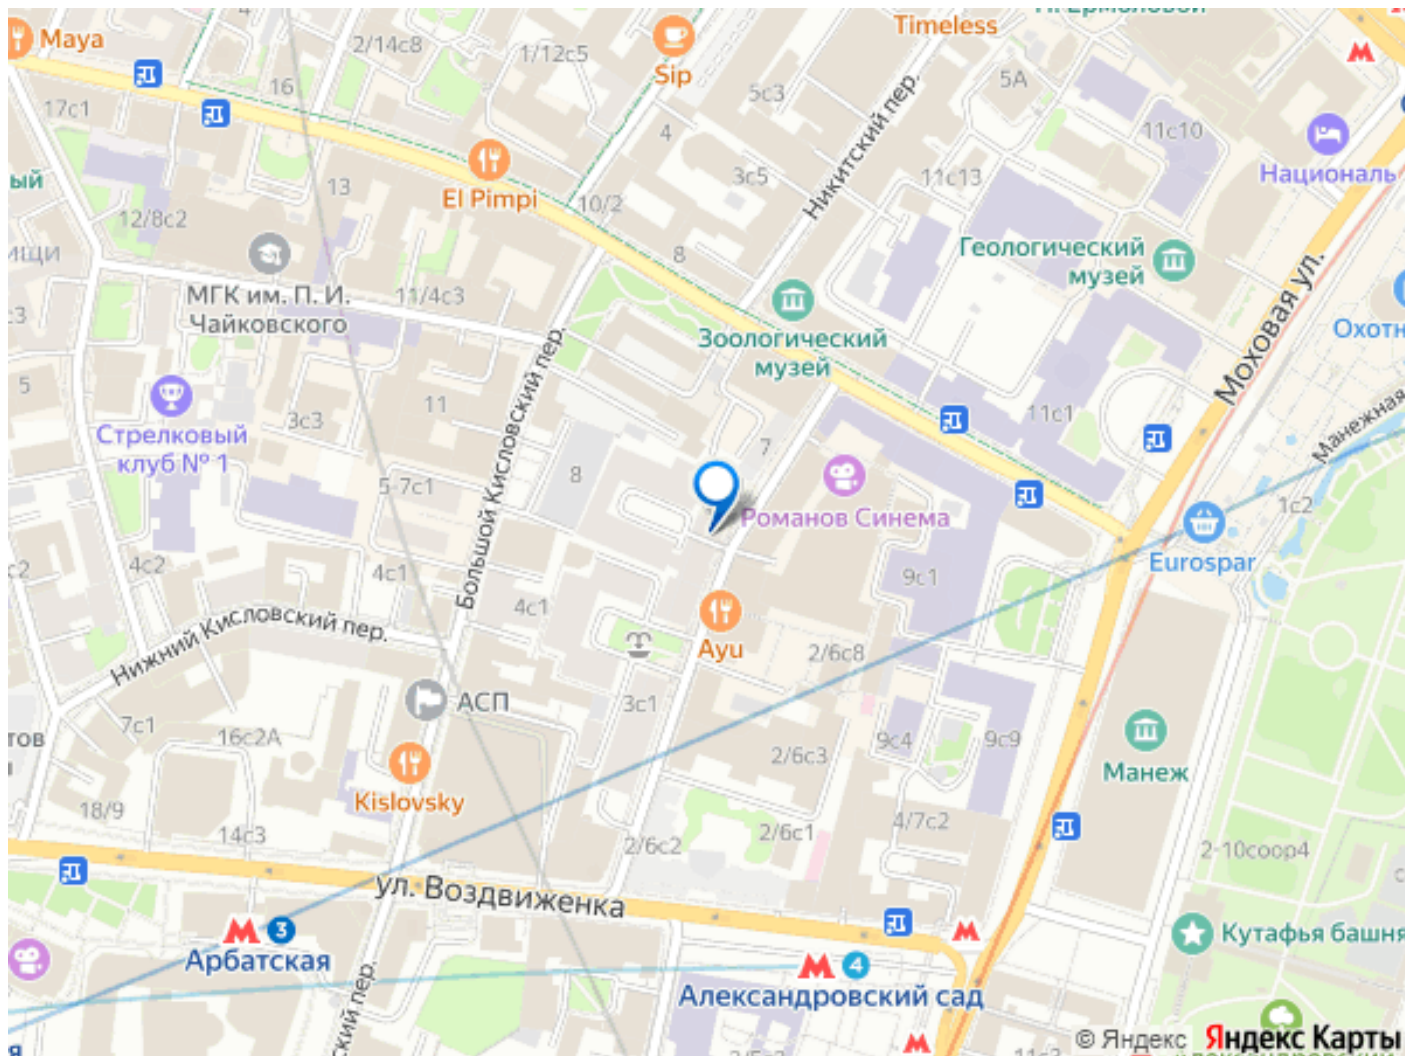 Maya
2/14с8
1/12с5
Sip
Timeless
16
17с1
5с3
5А
11с10
4
Никитский пер.
Националь
ый
13
El Pimpi
3с5
11с13
10/2
12/8с2
8
Геологический
музей
МГК им. П. И.
Чайковского
11/4с3
Моховая ул.
Зоологический
музей
Охотн
5
3с3
11
Большой Кисловский пер.
11с1
Манежная
Стрелковый
клуб № 1
7
8
5-7с1
Романов Синема
1с2
Eurospar
4с2
4с1
9с1
4с1
Нижний Кисловский пер.
Ayu
2/6с8
АСП
3с1
7с1
16с2А
тов
2/6с3
9с4
9с9
Манеж
Kislovsky
18/9
14с3
2/6с2
2/6с1
4/7с2
2-10соор4
ул. Воздвиженка
3
Арбатская
Кутафья башня
4
Александровский сад
ский пер.
я
© Яндекс
Яндекс Карты